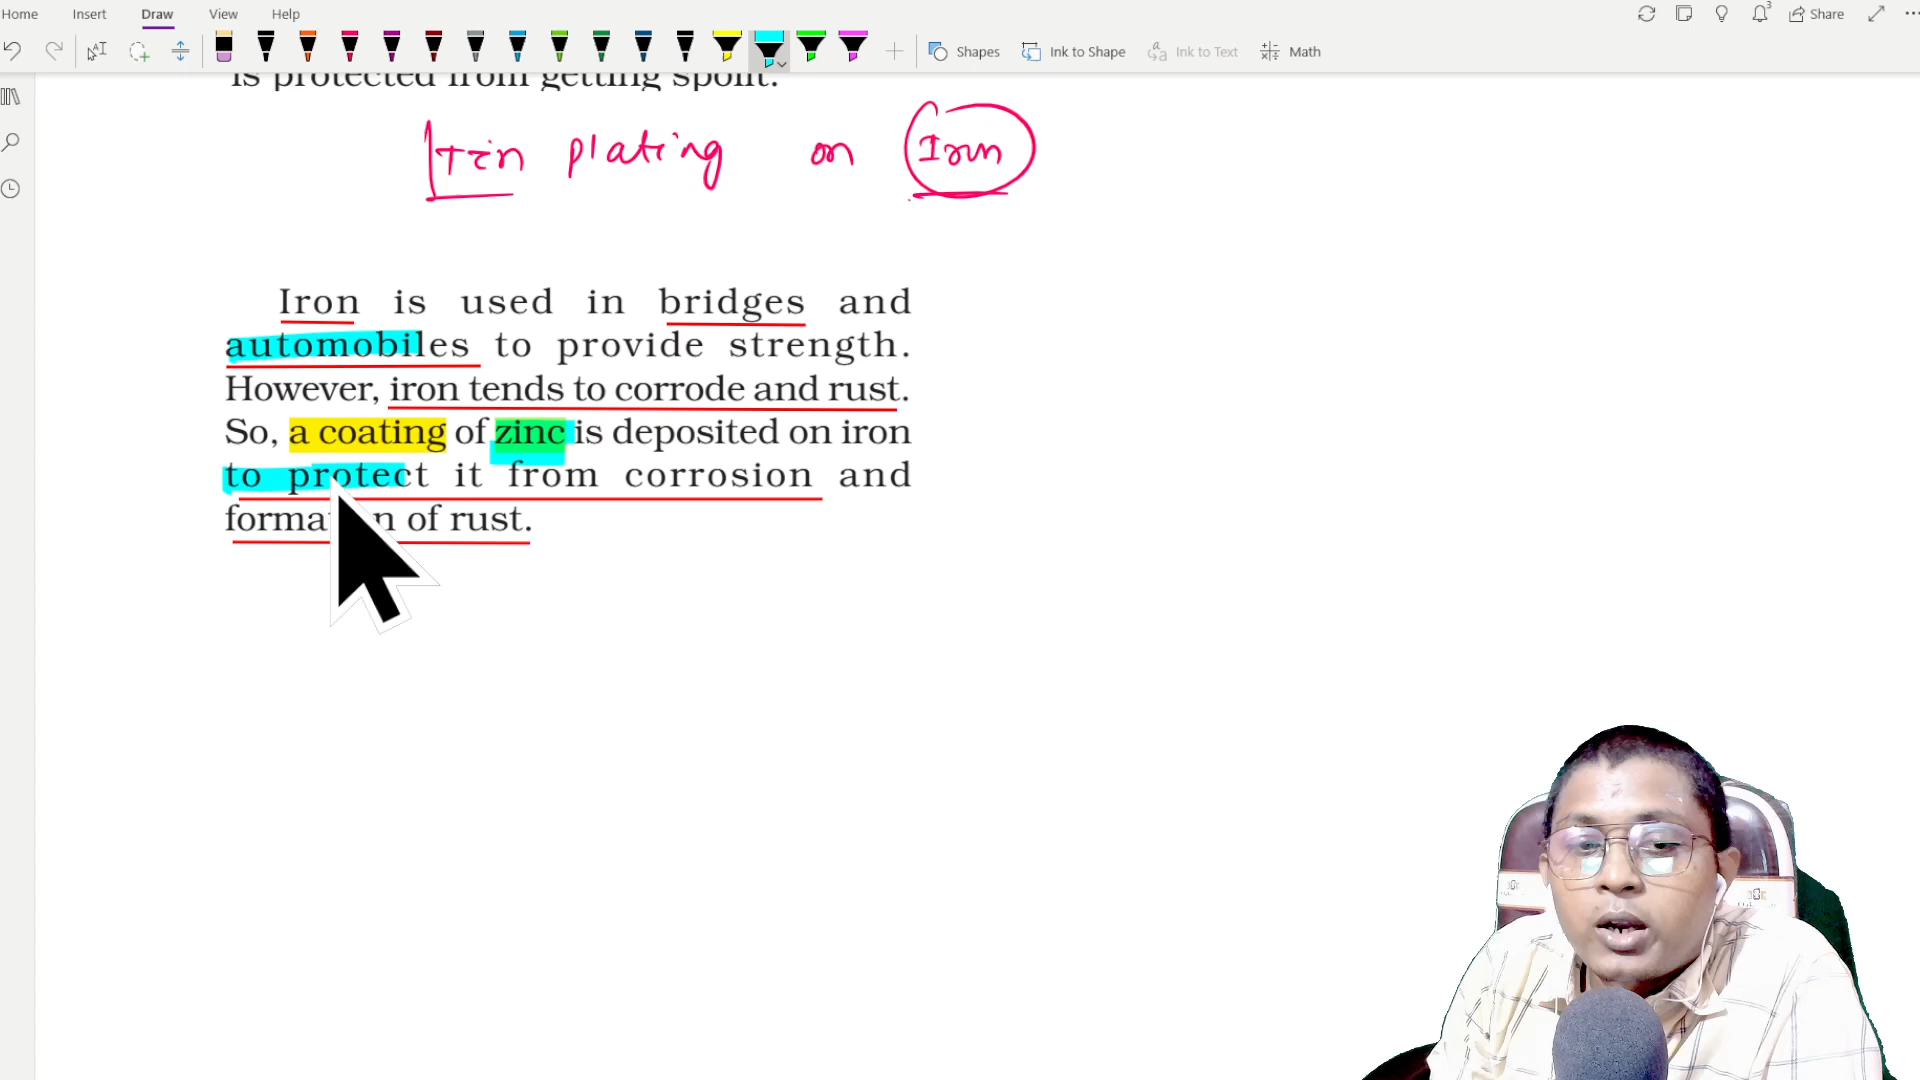 Home Insert Draw View Help
3
Share
Shapes Ink to Shape Ink to Text Math
is protected from getting spoilt.
Tin plating on Iron
Iron is used in bridges and
automobiles to provide strength.
However, iron tends to corrode and rust.
So, a coating of zinc is deposited on iron
to protect it from corrosion and
formation of rust.